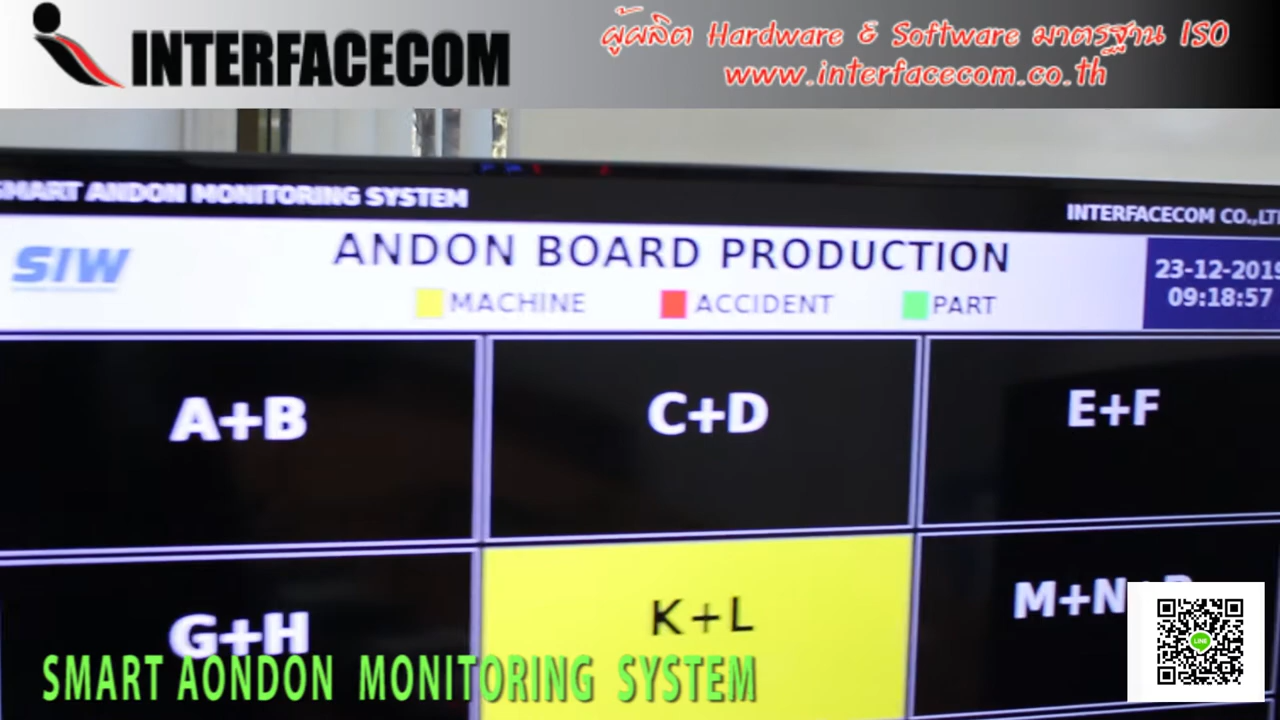 INTERFACECOM
ผู้ผลิต Hardware & Software มาตรฐาน ISO
www.interfacecom.co.th
SMART ANDON MONITORING SYSTEM
INTERFACECOM CO.,LT
SIW
ANDON BOARD PRODUCTION
23-12-2019
09:18:57
MACHINE ACCIDENT PART
A+B C+D E+F
G+H K+L M+N+P
SMART AONDON MONITORING SYSTEM
LINE